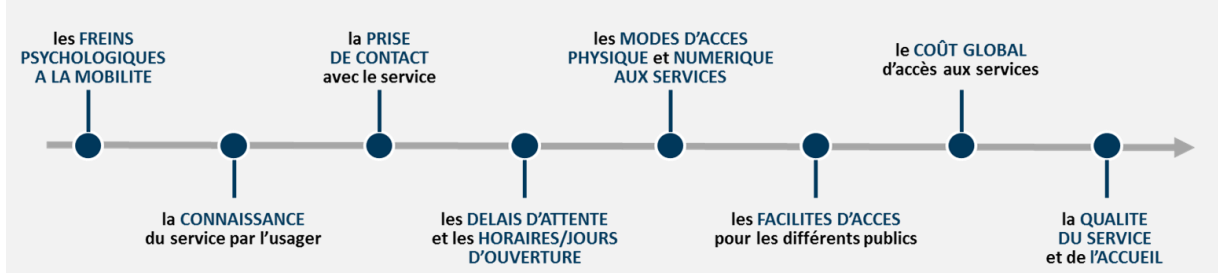 les FREINS
PSYCHOLOGIQUES
A LA MOBILITE
la CONNAISSANCE
du service par l'usager
la PRISE
DE CONTACT
avec le service
les DELAIS D'ATTENTE
et les HORAIRES/JOURS
D'OUVERTURE
les MODES D'ACCES
PHYSIQUE et NUMERIQUE
AUX SERVICES
les FACILITES D'ACCES
pour les différents publics
le COÛT GLOBAL
d'accès aux services
la QUALITE
DU SERVICE
et de l'ACCUEIL